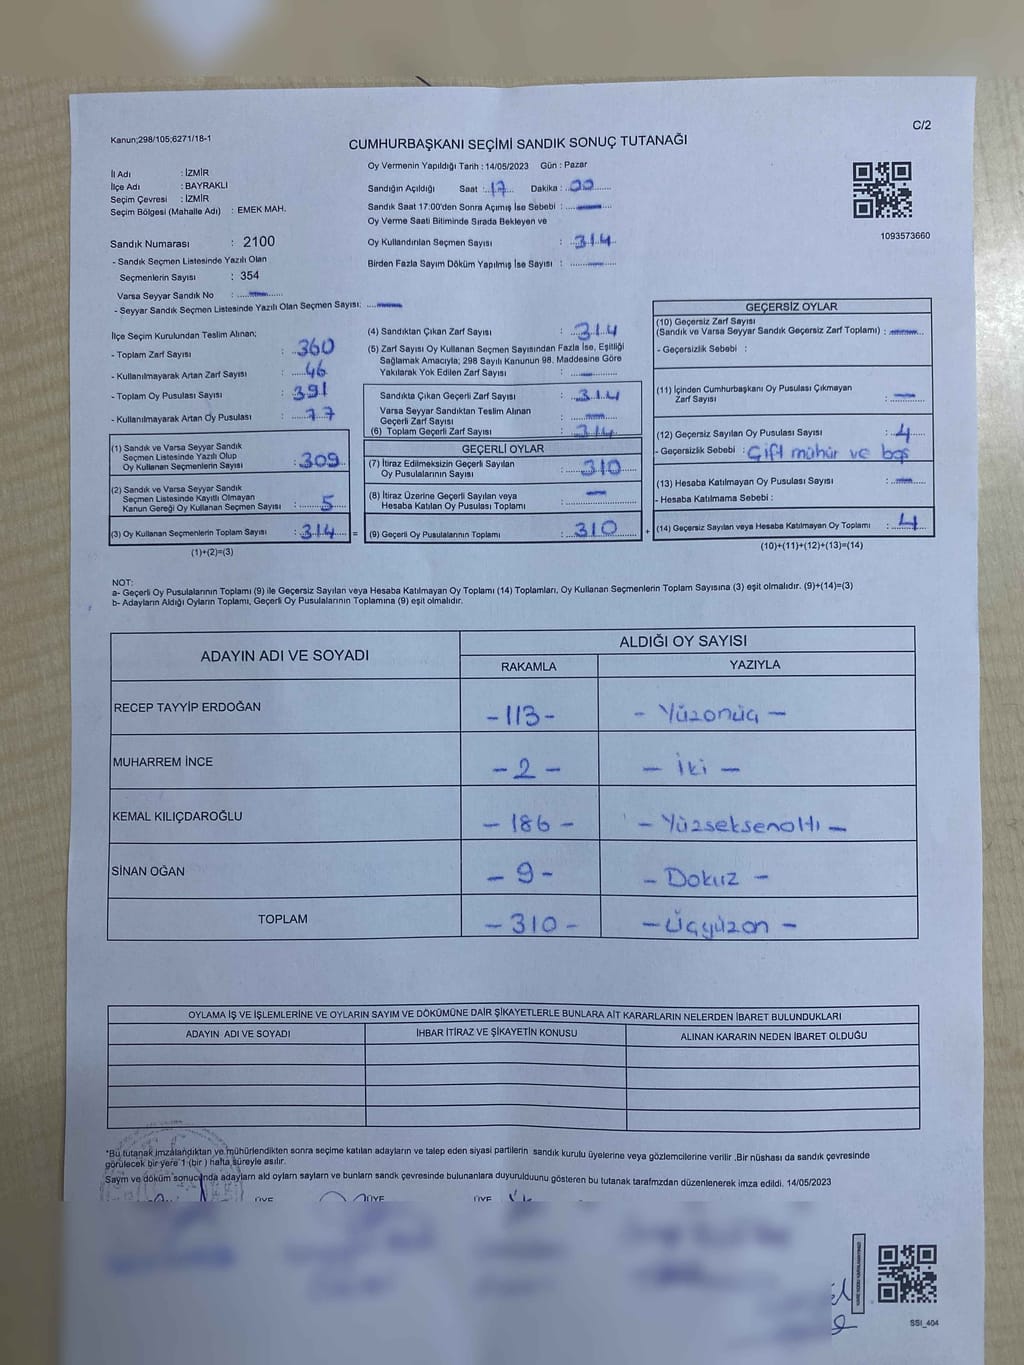 Kanun;298/105;6271/18-1
C/2
CUMHURBAŞKANI SEÇİMİ SANDIK SONUÇ TUTANAĞI
İl Adı : İZMİR
İlçe Adı : BAYRAKLI
Seçim Çevresi : İZMİR
Seçim Bölgesi (Mahalle Adı) : EMEK MAH.
Oy Vermenin Yapıldığı Tarih : 14/05/2023 Gün : Pazar
Sandığın Açıldığı Saat : 17 Dakika : 00
Sandık Saat 17:00'den Sonra Açımış İse Sebebi : —
Oy Verme Saati Bitiminde Sırada Bekleyen ve
Oy Kullandırılan Seçmen Sayısı : 314
Birden Fazla Sayım Döküm Yapılmış İse Sayısı : —
1093573660
Sandık Numarası : 2100
- Sandık Seçmen Listesinde Yazılı Olan
Seçmenlerin Sayısı : 354
Varsa Seyyar Sandık No : —
- Seyyar Sandık Seçmen Listesinde Yazılı Olan Seçmen Sayısı: —
İlçe Seçim Kurulundan Teslim Alınan;
- Toplam Zarf Sayısı : 360
- Kullanılmayarak Artan Zarf Sayısı : 46
- Toplam Oy Pusulası Sayısı : 391
- Kullanılmayarak Artan Oy Pusulası : 77
(1) Sandık ve Varsa Seyyar Sandık
Seçmen Listesinde Yazılı Olup
Oy Kullanan Seçmenlerin Sayısı : 309
(2) Sandık ve Varsa Seyyar Sandık
Seçmen Listesinde Kayıtlı Olmayan
Kanun Gereği Oy Kullanan Seçmen Sayısı : 5
(3) Oy Kullanan Seçmenlerin Toplam Sayısı : 314 =
(1)+(2)=(3)
(4) Sandıktan Çıkan Zarf Sayısı : 314
(5) Zarf Sayısı Oy Kullanan Seçmen Sayısından Fazla İse, Eşitliği
Sağlamak Amacıyla; 298 Sayılı Kanunun 98. Maddesine Göre
Yakılarak Yok Edilen Zarf Sayısı : —
Sandıkta Çıkan Geçerli Zarf Sayısı : 314
Varsa Seyyar Sandıktan Teslim Alınan
Geçerli Zarf Sayısı : —
(6) Toplam Geçerli Zarf Sayısı : 314
GEÇERLİ OYLAR
(7) İtiraz Edilmeksizin Geçerli Sayılan
Oy Pusulalarının Sayısı : 310
(8) İtiraz Üzerine Geçerli Sayılan veya
Hesaba Katılan Oy Pusulası Toplamı : —
(9) Geçerli Oy Pusulalarının Toplamı : 310 +
GEÇERSİZ OYLAR
(10) Geçersiz Zarf Sayısı
(Sandık ve Varsa Seyyar Sandık Geçersiz Zarf Toplamı) : —
- Geçersizlik Sebebi :
(11) İçinden Cumhurbaşkanı Oy Pusulası Çıkmayan
Zarf Sayısı : —
(12) Geçersiz Sayılan Oy Pusulası Sayısı : 4
- Geçersizlik Sebebi : Çift mühür ve boş
(13) Hesaba Katılmayan Oy Pusulası Sayısı : —
- Hesaba Katılmama Sebebi :
(14) Geçersiz Sayılan veya Hesaba Katılmayan Oy Toplamı : 4
(10)+(11)+(12)+(13)=(14)
NOT:
a- Geçerli Oy Pusulalarının Toplamı (9) ile Geçersiz Sayılan veya Hesaba Katılmayan Oy Toplamı (14) Toplamları, Oy Kullanan Seçmenlerin Toplam Sayısına (3) eşit olmalıdır. (9)+(14)=(3)
b- Adayların Aldığı Oyların Toplamı, Geçerli Oy Pusulalarının Toplamına (9) eşit olmalıdır.
ADAYIN ADI VE SOYADI
ALDIĞI OY SAYISI
RAKAMLA YAZIYLA
RECEP TAYYİP ERDOĞAN -113- - Yüzonüç -
MUHARREM İNCE - 2 - - İki -
KEMAL KILIÇDAROĞLU - 186 - - Yüzseksenaltı -
SİNAN OĞAN - 9 - - Dokuz -
TOPLAM - 310 - - Üçyüzon -
OYLAMA İŞ VE İŞLEMLERİNE VE OYLARIN SAYIM VE DÖKÜMÜNE DAİR ŞİKAYETLERLE BUNLARA AİT KARARLARIN NELERDEN İBARET BULUNDUKLARI
ADAYIN ADI VE SOYADI İHBAR İTİRAZ VE ŞİKAYETİN KONUSU ALINAN KARARIN NEDEN İBARET OLDUĞU
*Bu tutanak imzalandıktan ve mühürlendikten sonra seçime katılan adayların ve talep eden siyasi partilerin sandık kurulu üyelerine veya gözlemcilerine verilir .Bir nüshası da sandık çevresinde
görülecek bir yere 1 (bir ) hafta süreyle asılır.
Sayım ve döküm sonucında adayların ald oyların sayların ve bunların sandk çevresinde bulunanlara duyurulduunu gösteren bu tutanak tarafmzdan düzenlenerek imza edildi. 14/05/2023
ÜYE ÜYE ÜYE
SSI_404